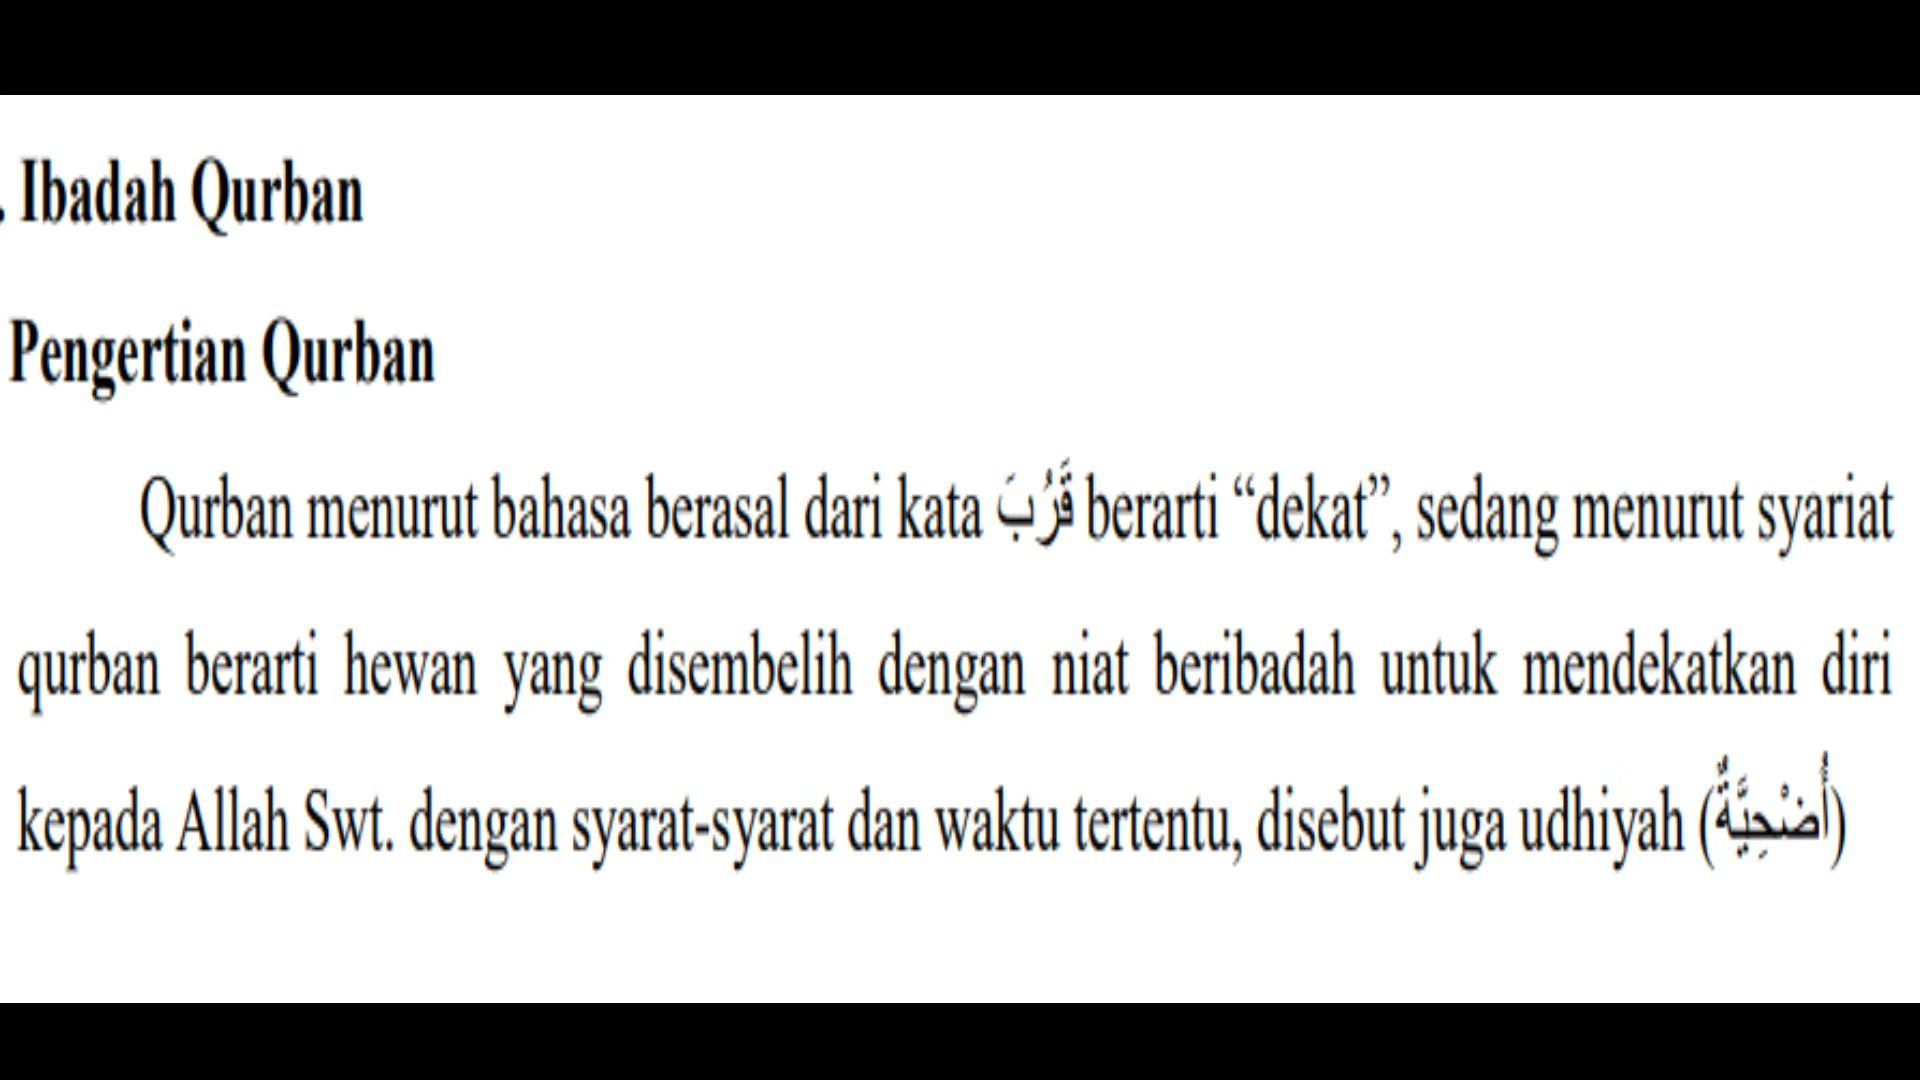 . Ibadah Qurban
Pengertian Qurban
Qurban menurut bahasa berasal dari kata قَرُبَ berarti “dekat”, sedang menurut syariat
qurban berarti hewan yang disembelih dengan niat beribadah untuk mendekatkan diri
kepada Allah Swt. dengan syarat-syarat dan waktu tertentu, disebut juga udhiyah (أُضْحِيَّةٌ)